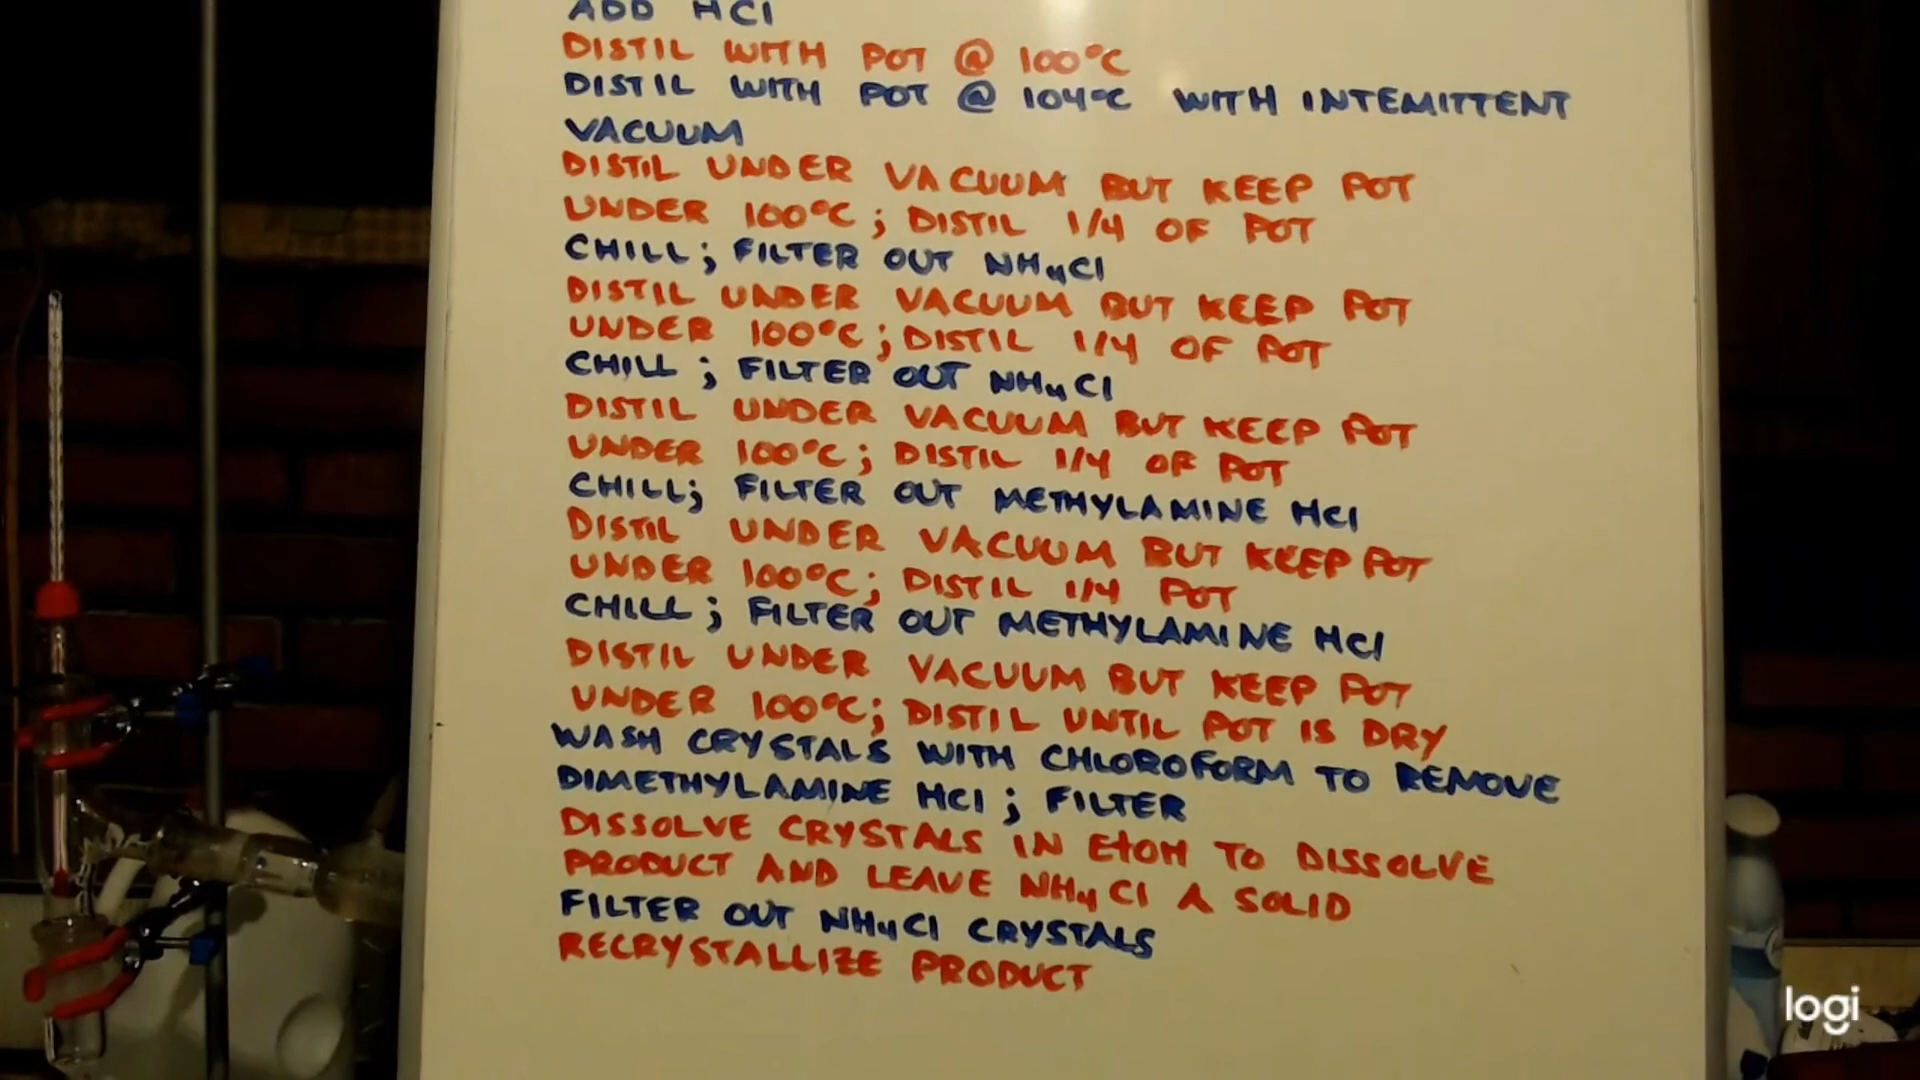 ADD HCl
DISTIL WITH POT @ 100°C
DISTIL WITH POT @ 104°C WITH INTEMITTENT
VACUUM
DISTIL UNDER VACUUM BUT KEEP POT
UNDER 100°C; DISTIL 1/4 OF POT
CHILL; FILTER OUT NH4Cl
DISTIL UNDER VACUUM BUT KEEP POT
UNDER 100°C; DISTIL 1/4 OF POT
CHILL; FILTER OUT NH4Cl
DISTIL UNDER VACUUM BUT KEEP POT
UNDER 100°C; DISTIL 1/4 OF POT
CHILL; FILTER OUT METHYLAMINE HCl
DISTIL UNDER VACUUM BUT KEEP POT
UNDER 100°C; DISTIL 1/4 POT
CHILL; FILTER OUT METHYLAMINE HCl
DISTIL UNDER VACUUM BUT KEEP POT
UNDER 100°C; DISTIL UNTIL POT IS DRY
WASH CRYSTALS WITH CHLOROFORM TO REMOVE
DIMETHYLAMINE HCl; FILTER
DISSOLVE CRYSTALS IN EtOH TO DISSOLVE
PRODUCT AND LEAVE NH4Cl A SOLID
FILTER OUT NH4Cl CRYSTALS
RECRYSTALLIZE PRODUCT
logi